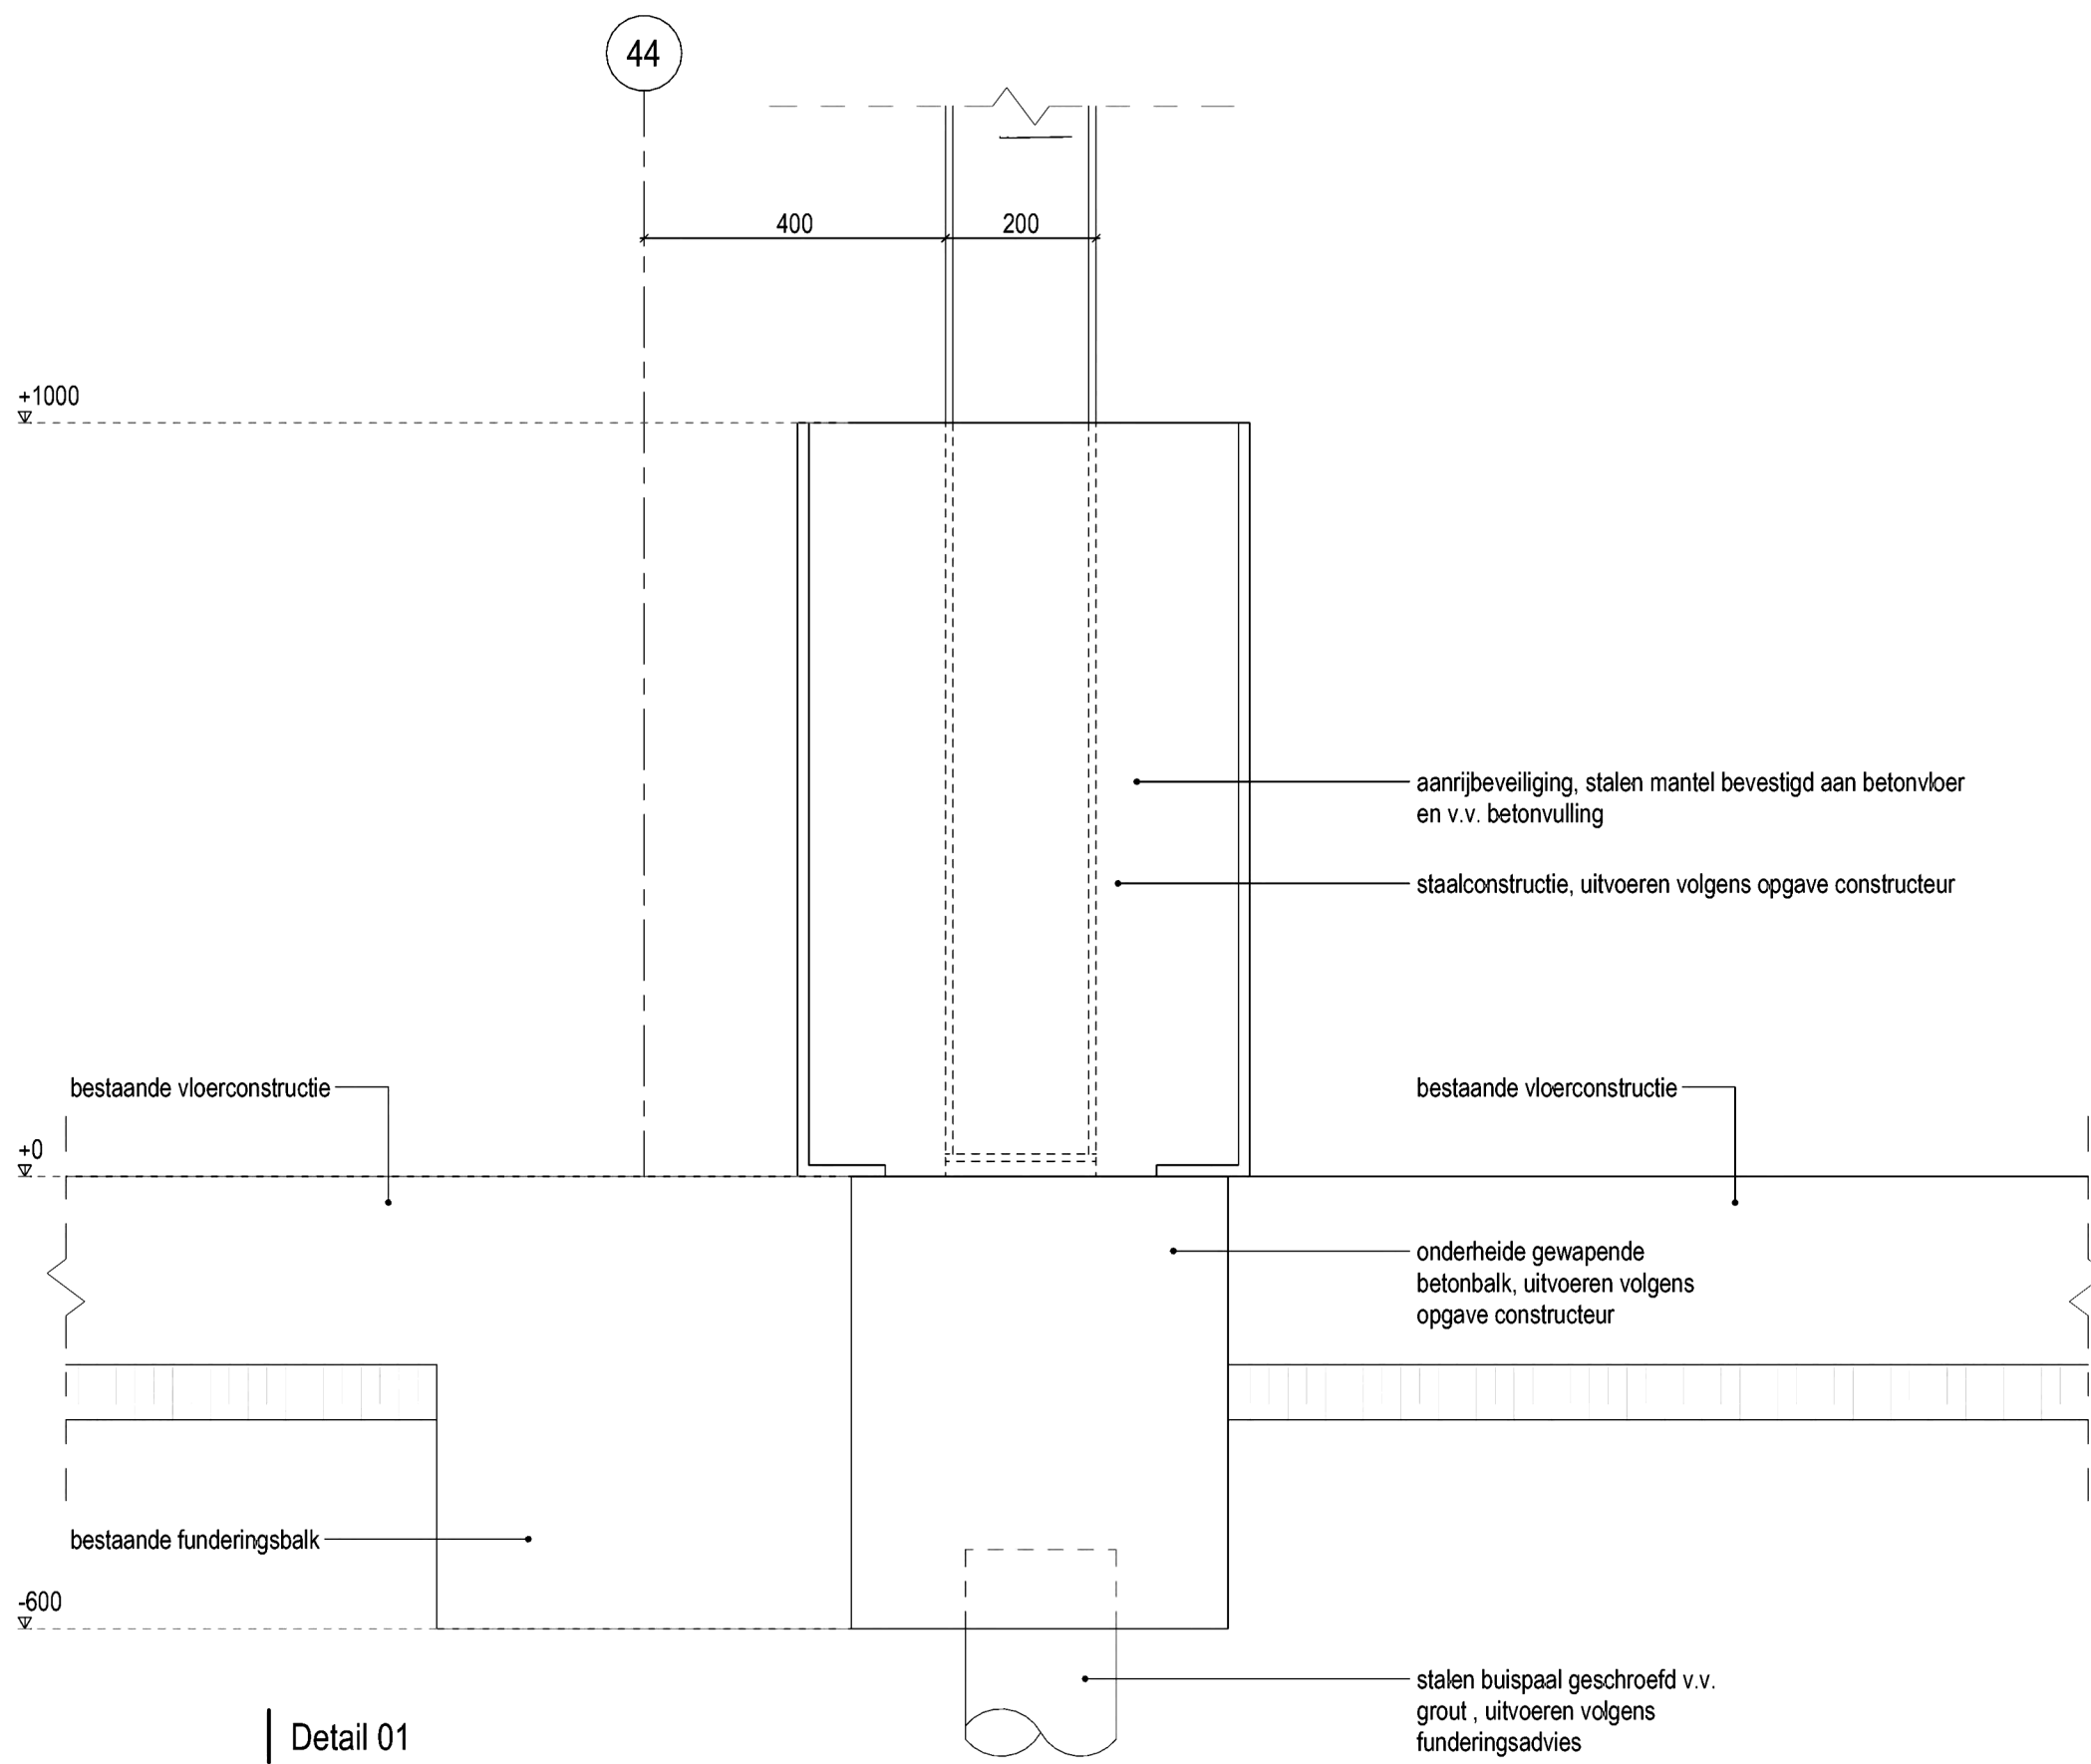 44
400
200
+1000
aanrijbeveiliging, stalen mantel bevestigd aan betonvloer
en v.v. betonvulling
staalconstructie, uitvoeren volgens opgave constructeur
bestaande vloerconstructie
bestaande vloerconstructie
+0
onderheide gewapende
betonbalk, uitvoeren volgens
opgave constructeur
bestaande funderingsbalk
-600
stalen buispaal geschroefd v.v.
grout , uitvoeren volgens
funderingsadvies
Detail 01